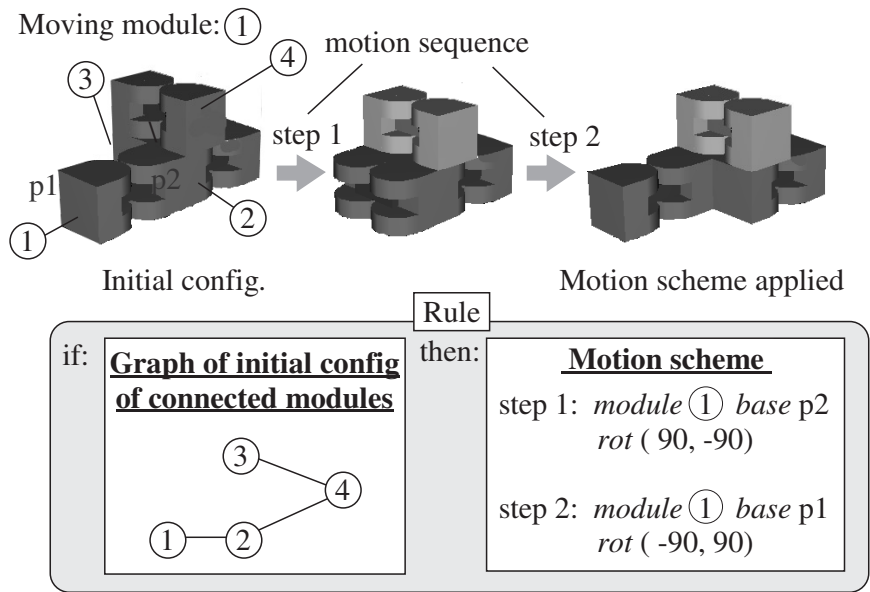 Moving module: 1
motion sequence
3
4
step 1
step 2
p1
p2
1
2
Initial config.
Motion scheme applied
Rule
if:
Graph of initial config
of connected modules
3
4
1
2
then:
Motion scheme
step 1: module 1 base p2
rot ( 90, -90)
step 2: module 1 base p1
rot ( -90, 90)